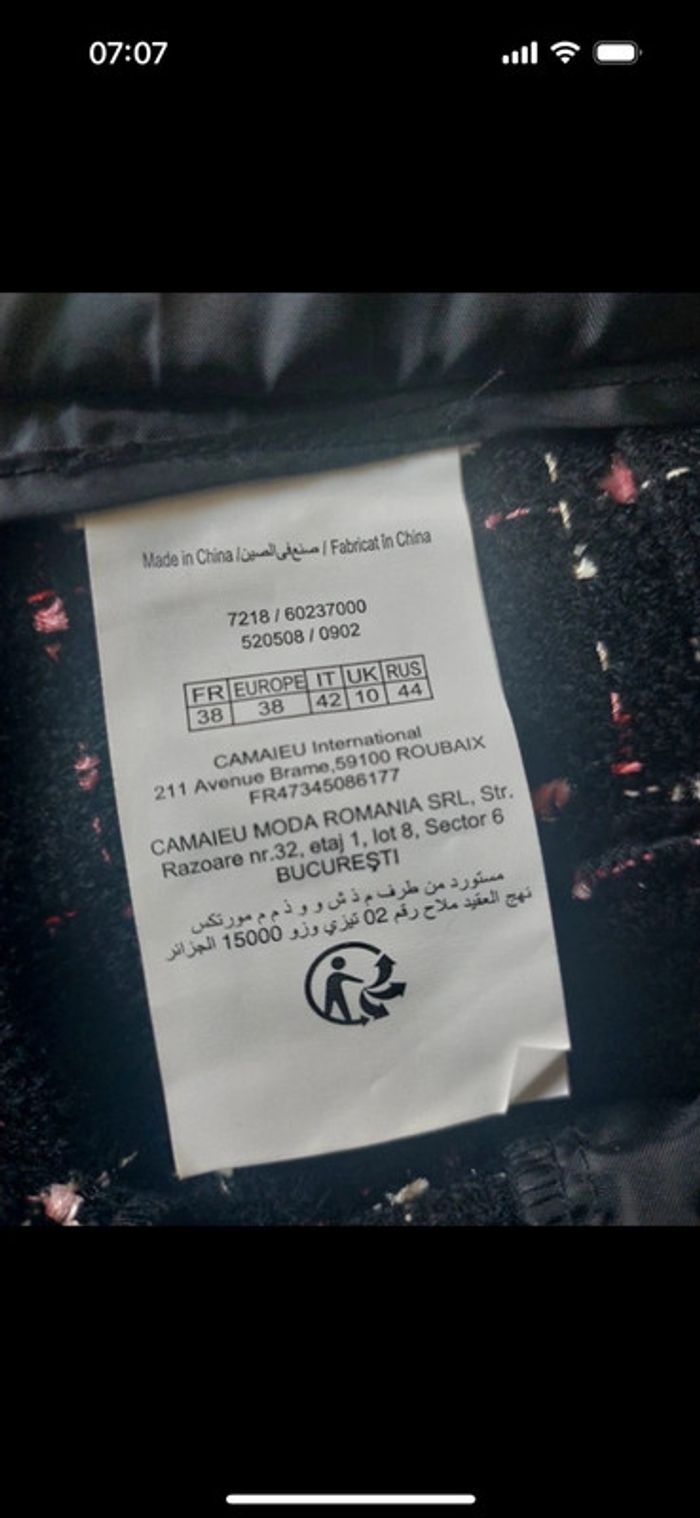 07:07
Made in China / صنع في الصين / Fabricat în China
7218 / 60237000
520508 / 0902
FR EUROPE IT UK RUS
38 38 42 10 44
CAMAIEU International
211 Avenue Brame,59100 ROUBAIX
FR47345086177
CAMAIEU MODA ROMANIA SRL, Str.
Razoare nr.32, etaj 1, lot 8, Sector 6
BUCUREŞTI
مستورد من طرف م ذ ش و و ذ م م مورتكس
نهج العقيد ملاح رقم 02 تيزي وزو 15000 الجزائر